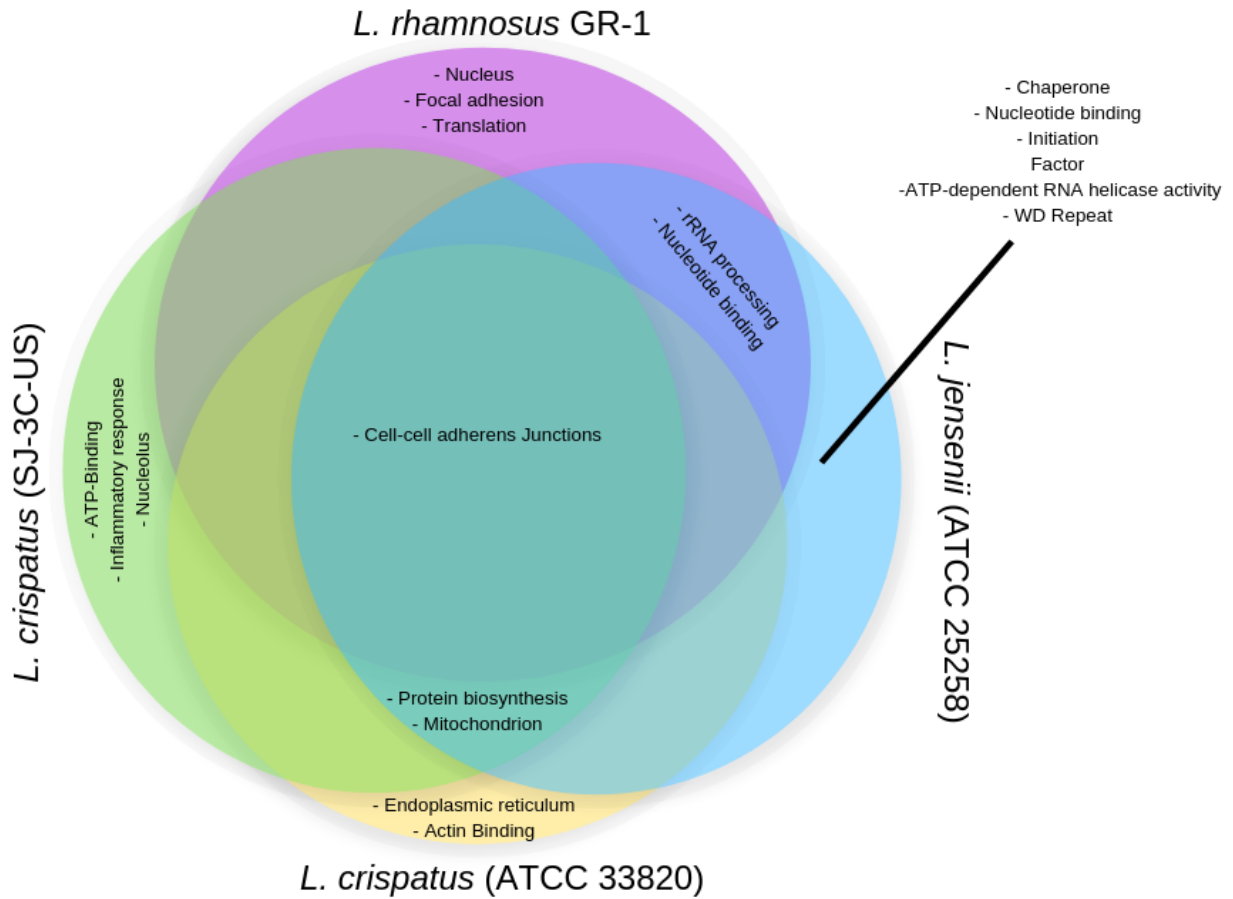 L. rhamnosus GR-1
- Nucleus
- Focal adhesion
- Translation
- Chaperone
- Nucleotide binding
- Initiation
Factor
-ATP-dependent RNA helicase activity
- WD Repeat
- rRNA processing
- Nucleotide binding
L. crispatus (SJ-3C-US)
- ATP-Binding
- Inflammatory response
- Nucleolus
- Cell-cell adherens Junctions
L. jensenii (ATCC 25258)
- Protein biosynthesis
- Mitochondrion
- Endoplasmic reticulum
- Actin Binding
L. crispatus (ATCC 33820)